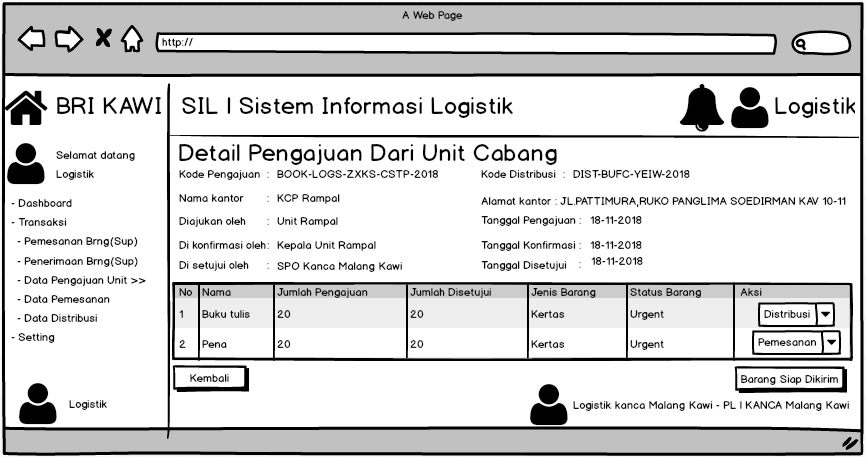 A Web Page
http://
BRI KAWI
SIL | Sistem Informasi Logistik
Logistik
Selamat datang
Logistik
- Dashboard
- Transaksi
- Pemesanan Brng(Sup)
- Penerimaan Brng(Sup)
- Data Pengajuan Unit >>
- Data Pemesanan
- Data Distribusi
- Setting
Logistik
Detail Pengajuan Dari Unit Cabang
Kode Pengajuan : BOOK-LOGS-ZXKS-CSTP-2018 Kode Distribusi : DIST-BUFC-YEIW-2018
Nama kantor : KCP Rampal Alamat kantor : JL.PATTIMURA,RUKO PANGLIMA SOEDIRMAN KAV 10-11
Diajukan oleh : Unit Rampal Tanggal Pengajuan : 18-11-2018
Di konfirmasi oleh: Kepala Unit Rampal Tanggal Konfirmasi : 18-11-2018
Di setujui oleh : SPO Kanca Malang Kawi Tanggal Disetujui : 18-11-2018
No Nama Jumlah Pengajuan Jumlah Disetujui Jenis Barang Status Barang Aksi
1 Buku tulis 20 20 Kertas Urgent Distribusi
2 Pena 20 20 Kertas Urgent Pemesanan
Kembali Barang Siap Dikirim
Logistik kanca Malang Kawi - PL | KANCA Malang Kawi